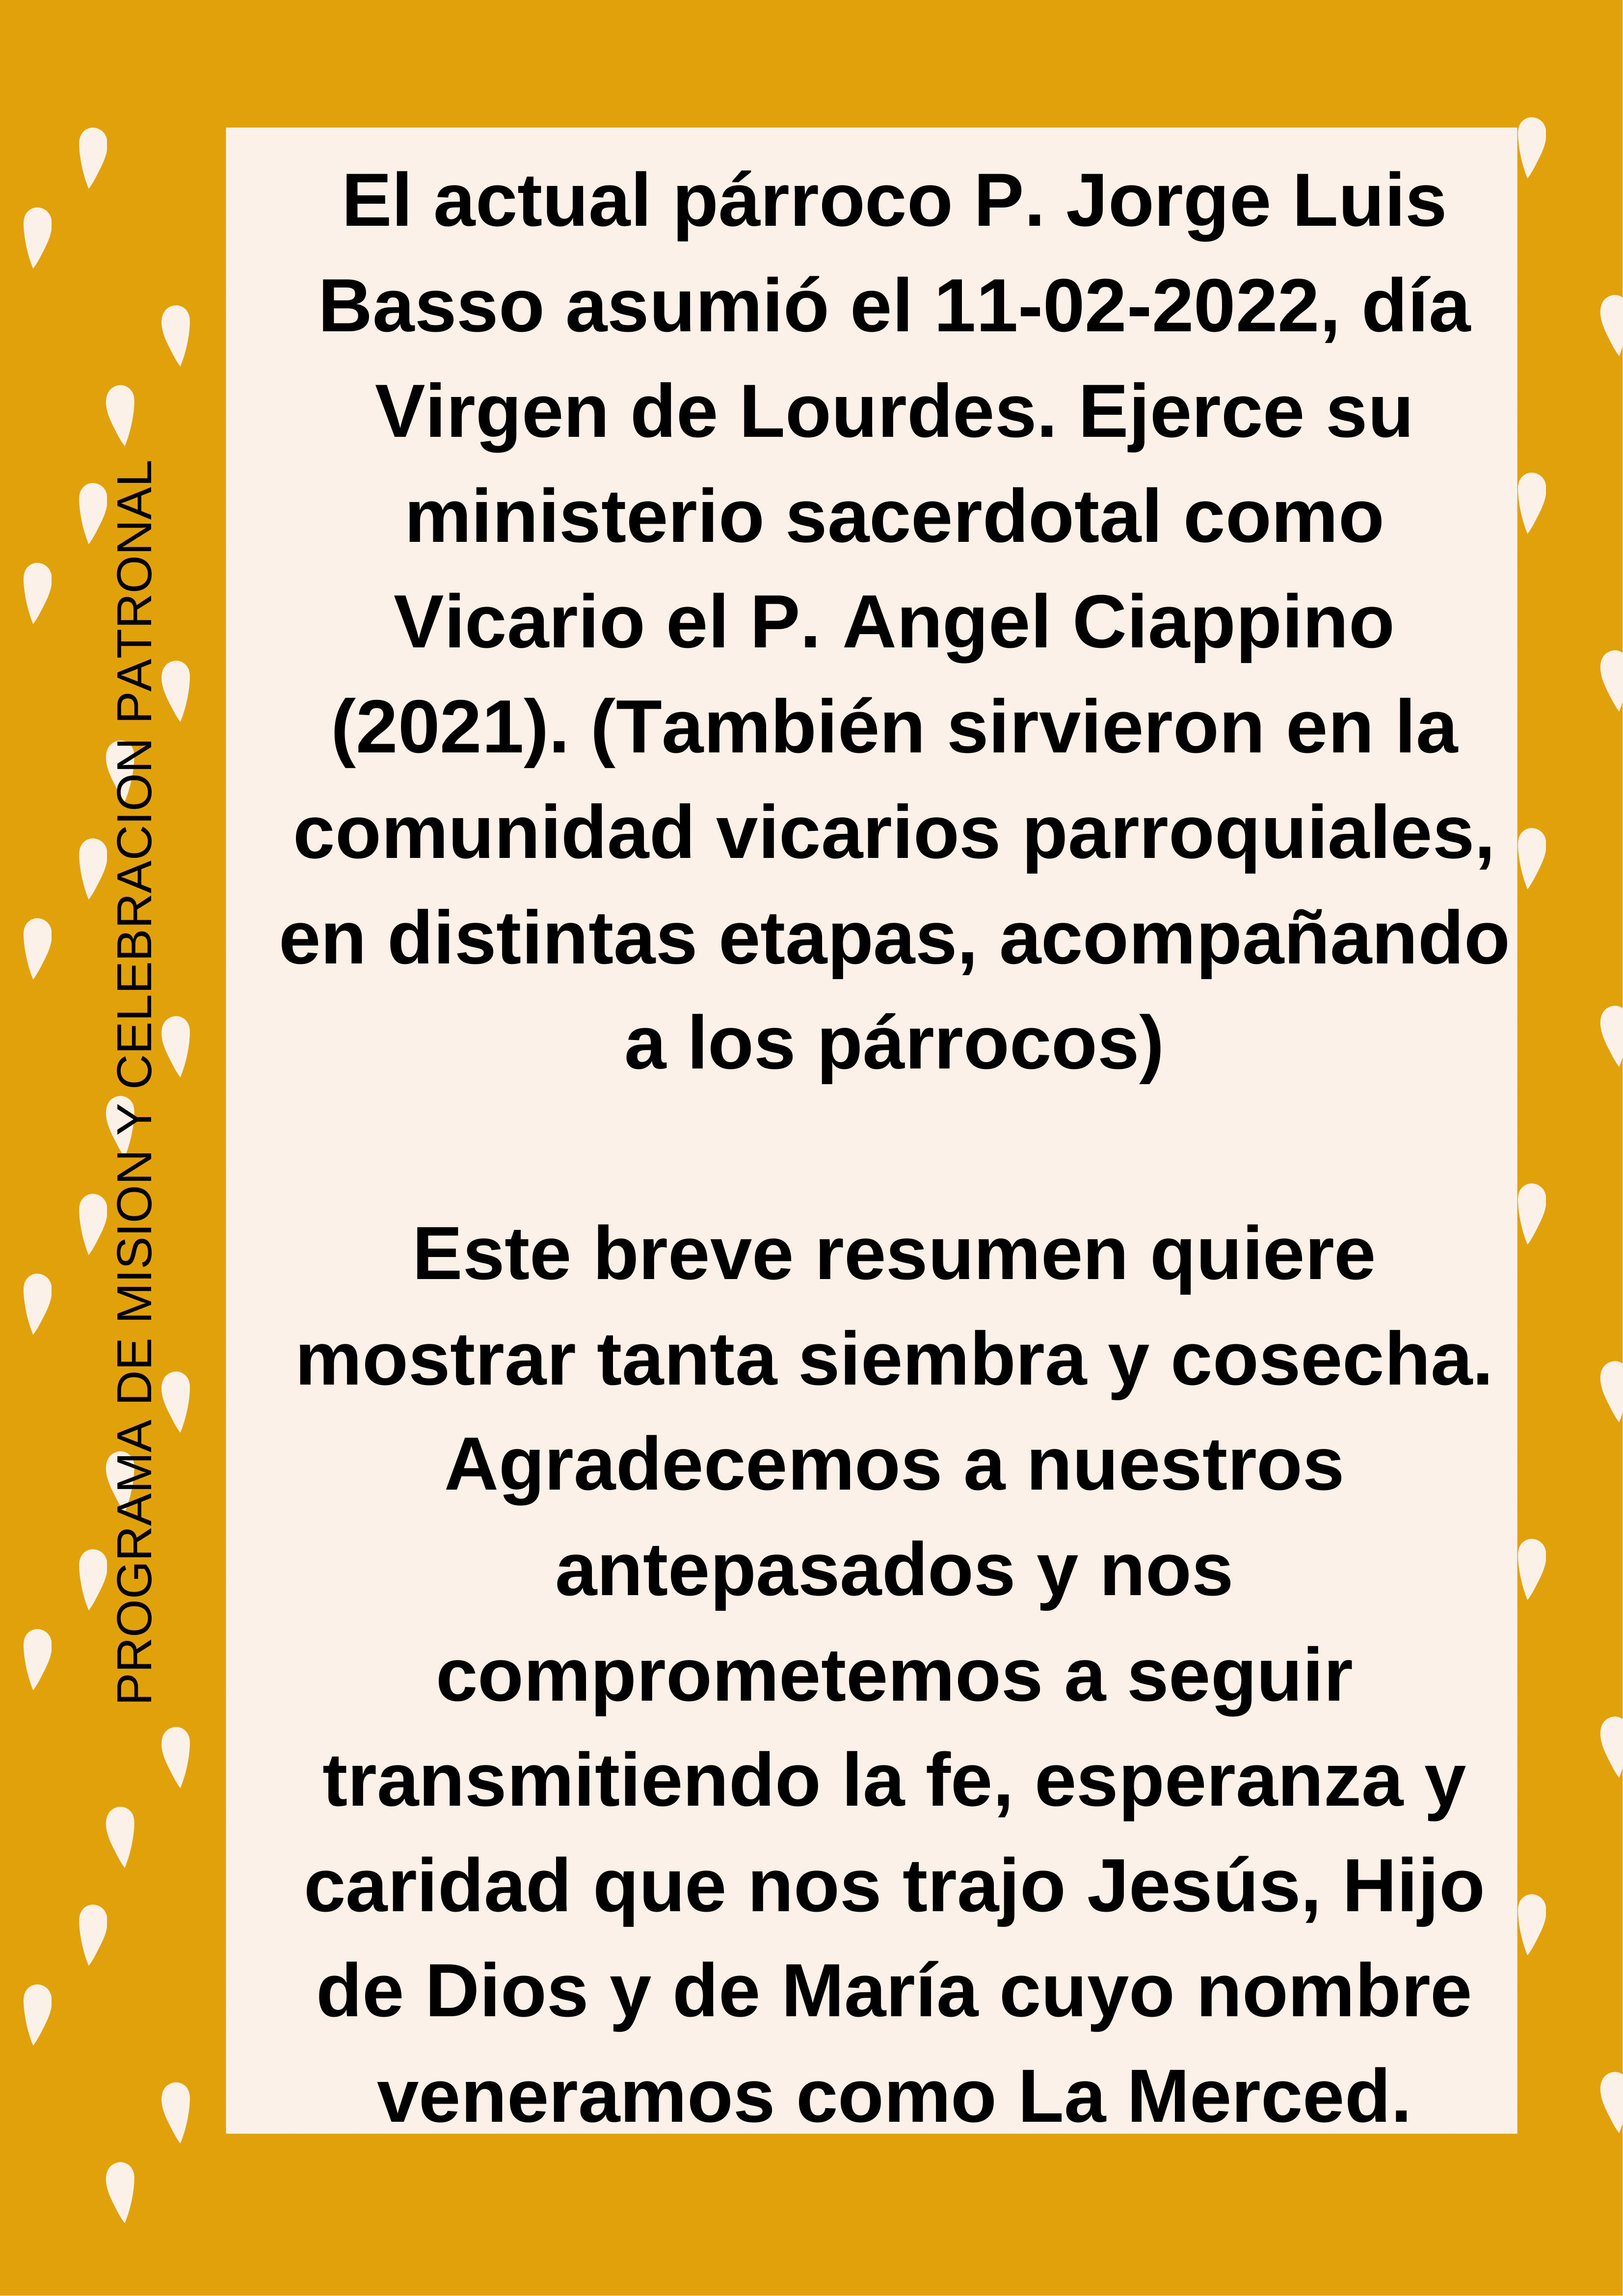 PROGRAMA DE MISION Y CELEBRACION PATRONAL
El actual párroco P. Jorge Luis
Basso asumió el 11-02-2022, día
Virgen de Lourdes. Ejerce su
ministerio sacerdotal como
Vicario el P. Angel Ciappino
(2021). (También sirvieron en la
comunidad vicarios parroquiales,
en distintas etapas, acompañando
a los párrocos)
Este breve resumen quiere
mostrar tanta siembra y cosecha.
Agradecemos a nuestros
antepasados y nos
comprometemos a seguir
transmitiendo la fe, esperanza y
caridad que nos trajo Jesús, Hijo
de Dios y de María cuyo nombre
veneramos como La Merced.